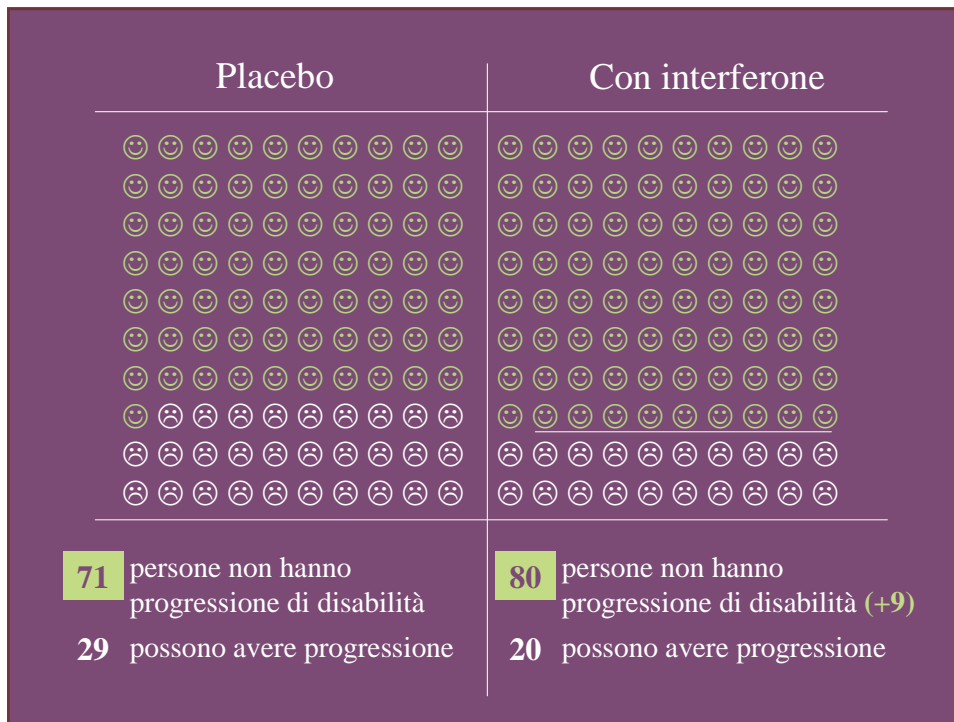 Placebo
Con interferone
71 persone non hanno
progressione di disabilità
29 possono avere progressione
80 persone non hanno
progressione di disabilità (+9)
20 possono avere progressione